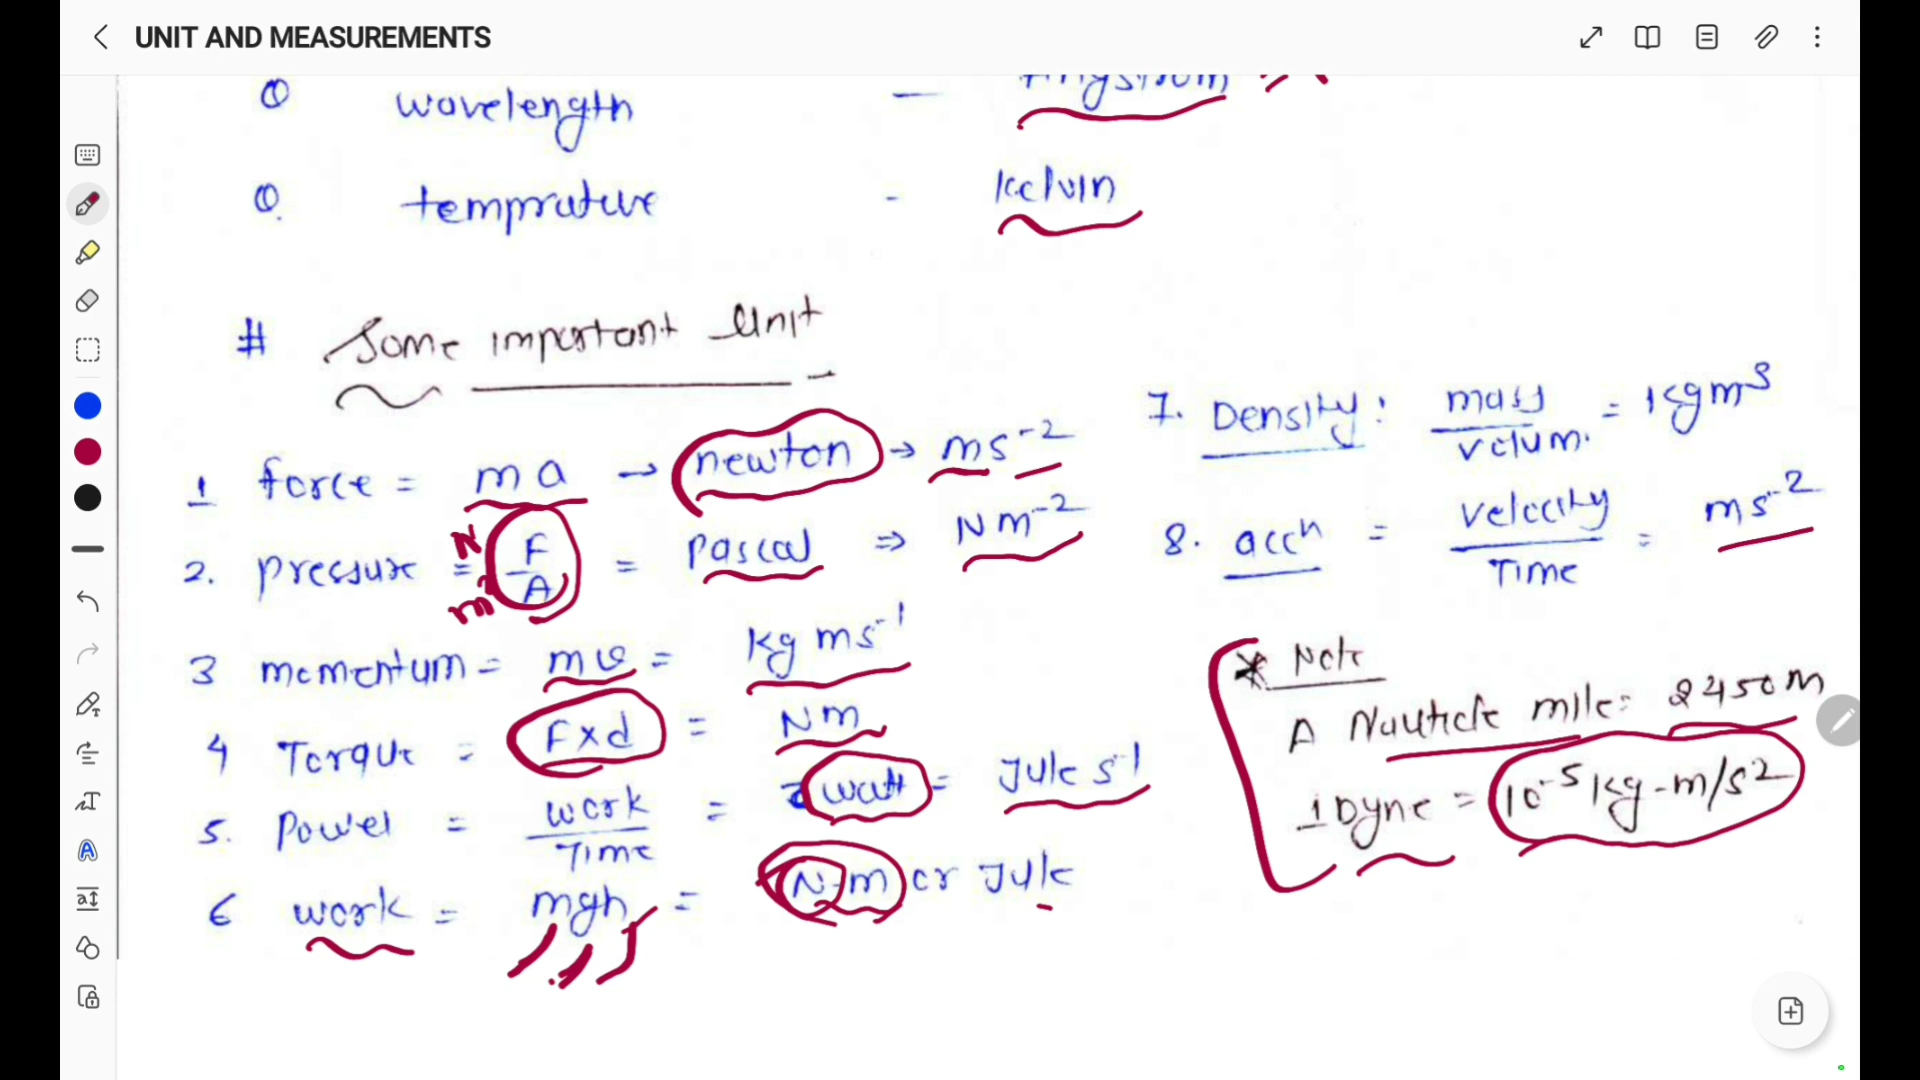 UNIT AND MEASUREMENTS
wavelength — Angstrom
temprature - kelvin
# Some important Unit
1 force = ma → newton → ms⁻²
2. pressure = F/A = pascal ⇒ Nm⁻²
N
m²
3 momentum = mv = kg ms⁻¹
4 Torque = F×d = Nm
5. Power = work/Time = watt = Jule s⁻¹
6 work = mgh = N-m or Jule
7. Density: mass/volum. = kgm³
8. accn = velocity/Time = ms⁻²
* Note
A Nauticle mile = 2450M
1 Dyne = 10⁻⁵ kg-m/s²